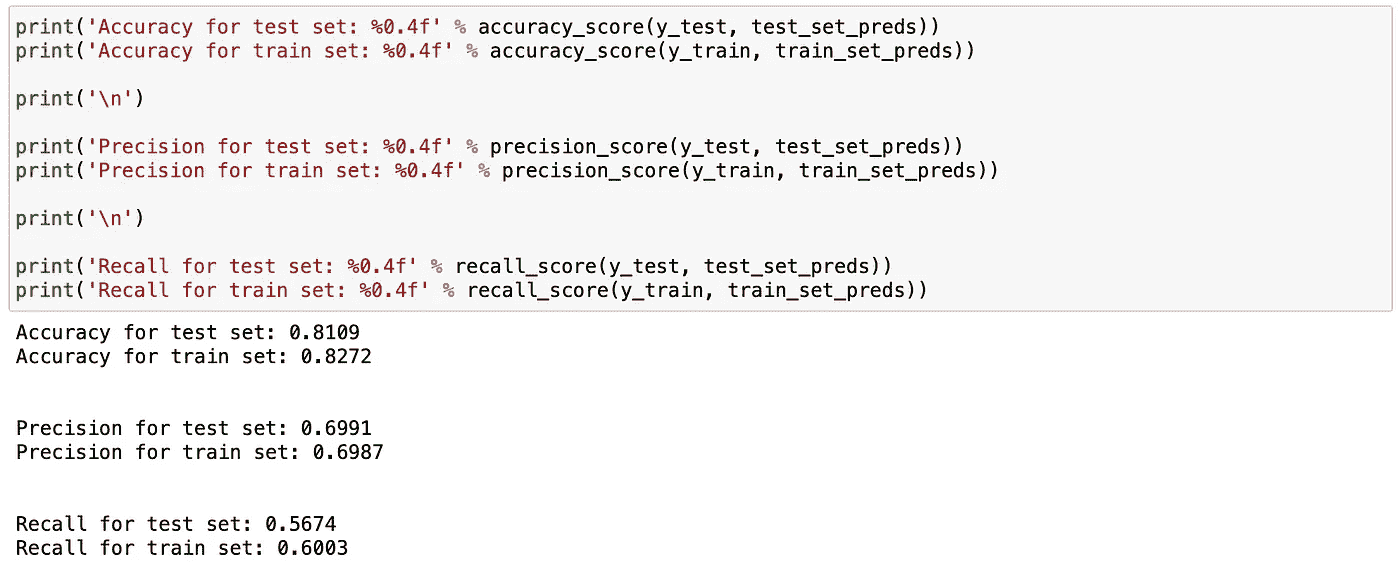 print('Accuracy for test set: %0.4f' % accuracy_score(y_test, test_set_preds))
print('Accuracy for train set: %0.4f' % accuracy_score(y_train, train_set_preds))
print('\n')
print('Precision for test set: %0.4f' % precision_score(y_test, test_set_preds))
print('Precision for train set: %0.4f' % precision_score(y_train, train_set_preds))
print('\n')
print('Recall for test set: %0.4f' % recall_score(y_test, test_set_preds))
print('Recall for train set: %0.4f' % recall_score(y_train, train_set_preds))
Accuracy for test set: 0.8109
Accuracy for train set: 0.8272
Precision for test set: 0.6991
Precision for train set: 0.6987
Recall for test set: 0.5674
Recall for train set: 0.6003